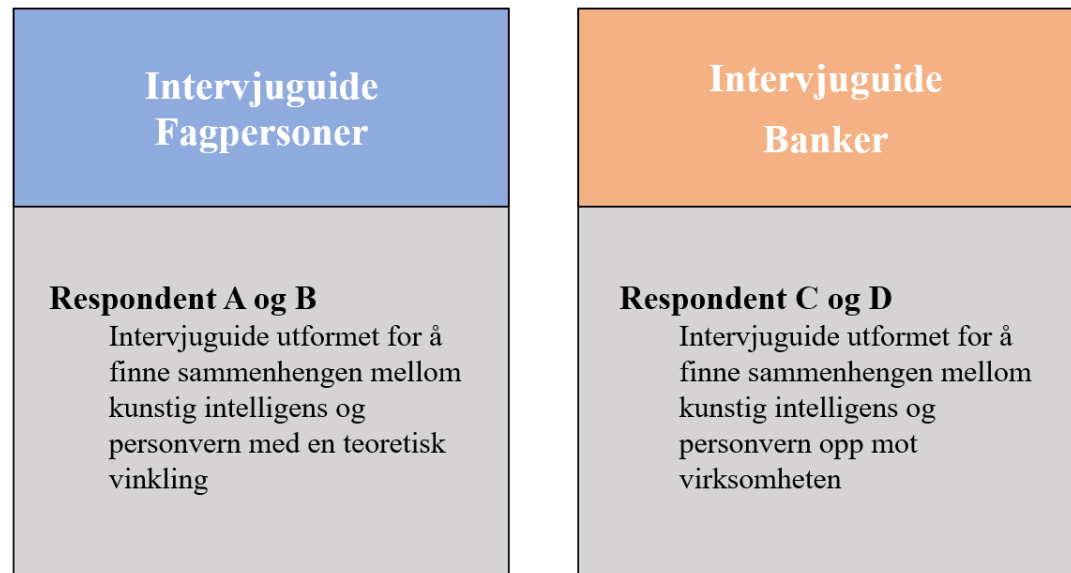 Intervjuguide
Fagpersoner
Respondent A og B
Intervjuguide utformet for å
finne sammenhengen mellom
kunstig intelligens og
personvern med en teoretisk
vinkling
Intervjuguide
Banker
Respondent C og D
Intervjuguide utformet for å
finne sammenhengen mellom
kunstig intelligens og
personvern opp mot
virksomheten